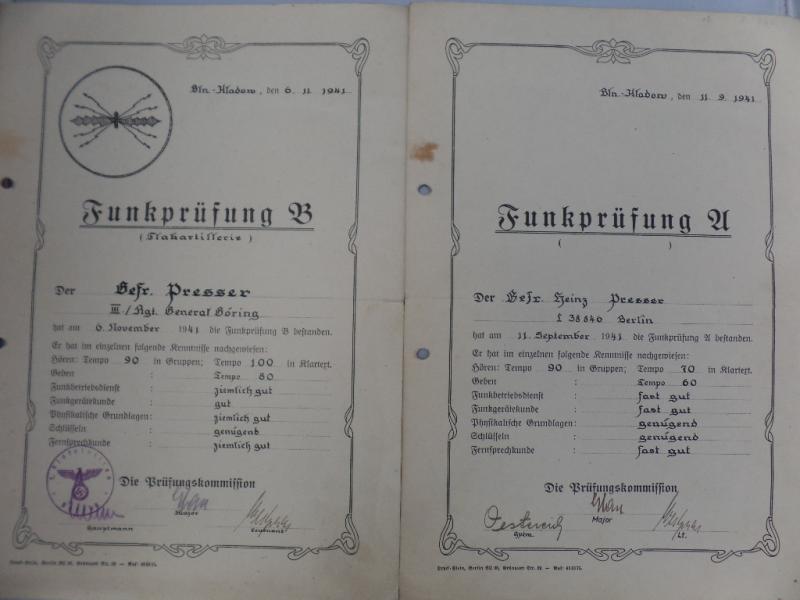 Bln.-Kladow, den 6. 11. 1941
Funkprüfung B
(Flakartillerie)
Der Gefr. Presser
III./Rgt. General Göring
hat am 6. November 1941 die Funkprüfung B bestanden.
Er hat im einzelnen folgende Kenntnisse nachgewiesen:
Hören: Tempo 90 in Gruppen; Tempo 100 in Klartext.
Geben : Tempo 80
Funkbetriebsdienst : ziemlich gut
Funkgerätekunde : gut
Physikalische Grundlagen: ziemlich gut
Schlüsseln : genügend
Fernsprechkunde : ziemlich gut
Die Prüfungskommission
Hauptmann
Major
Leutnant
Bln.-Kladow, den 11. 9. 1941
Funkprüfung A
( )
Der Gefr. Heinz Presser
L 38846 Berlin
hat am 11. September 1941 die Funkprüfung A bestanden.
Er hat im einzelnen folgende Kenntnisse nachgewiesen:
Hören: Tempo 90 in Gruppen; Tempo 70 in Klartext.
Geben : Tempo 60
Funkbetriebsdienst : fast gut
Funkgerätekunde : fast gut
Physikalische Grundlagen: genügend
Schlüsseln : genügend
Fernsprechkunde : fast gut
Die Prüfungskommission
Oesterreich
Major
Lt.